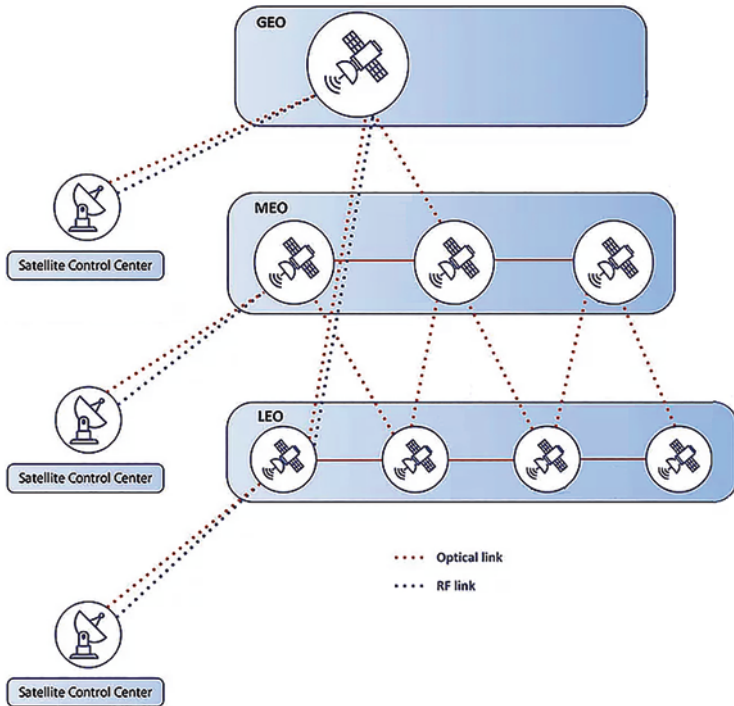 GEO
Satellite Control Center
MEO
Satellite Control Center
LEO
Optical link
RF link
Satellite Control Center